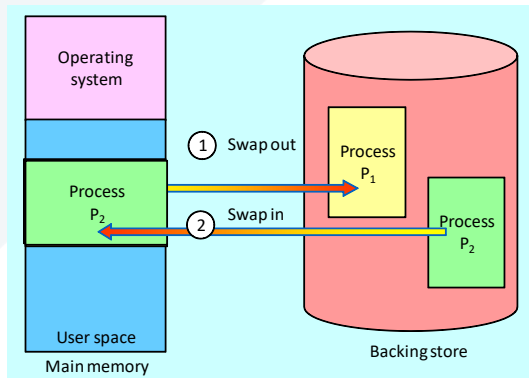 Operating
system
1 Swap out
Process
P1
Process
P2
2 Swap in
Process
P2
User space
Main memory
Backing store